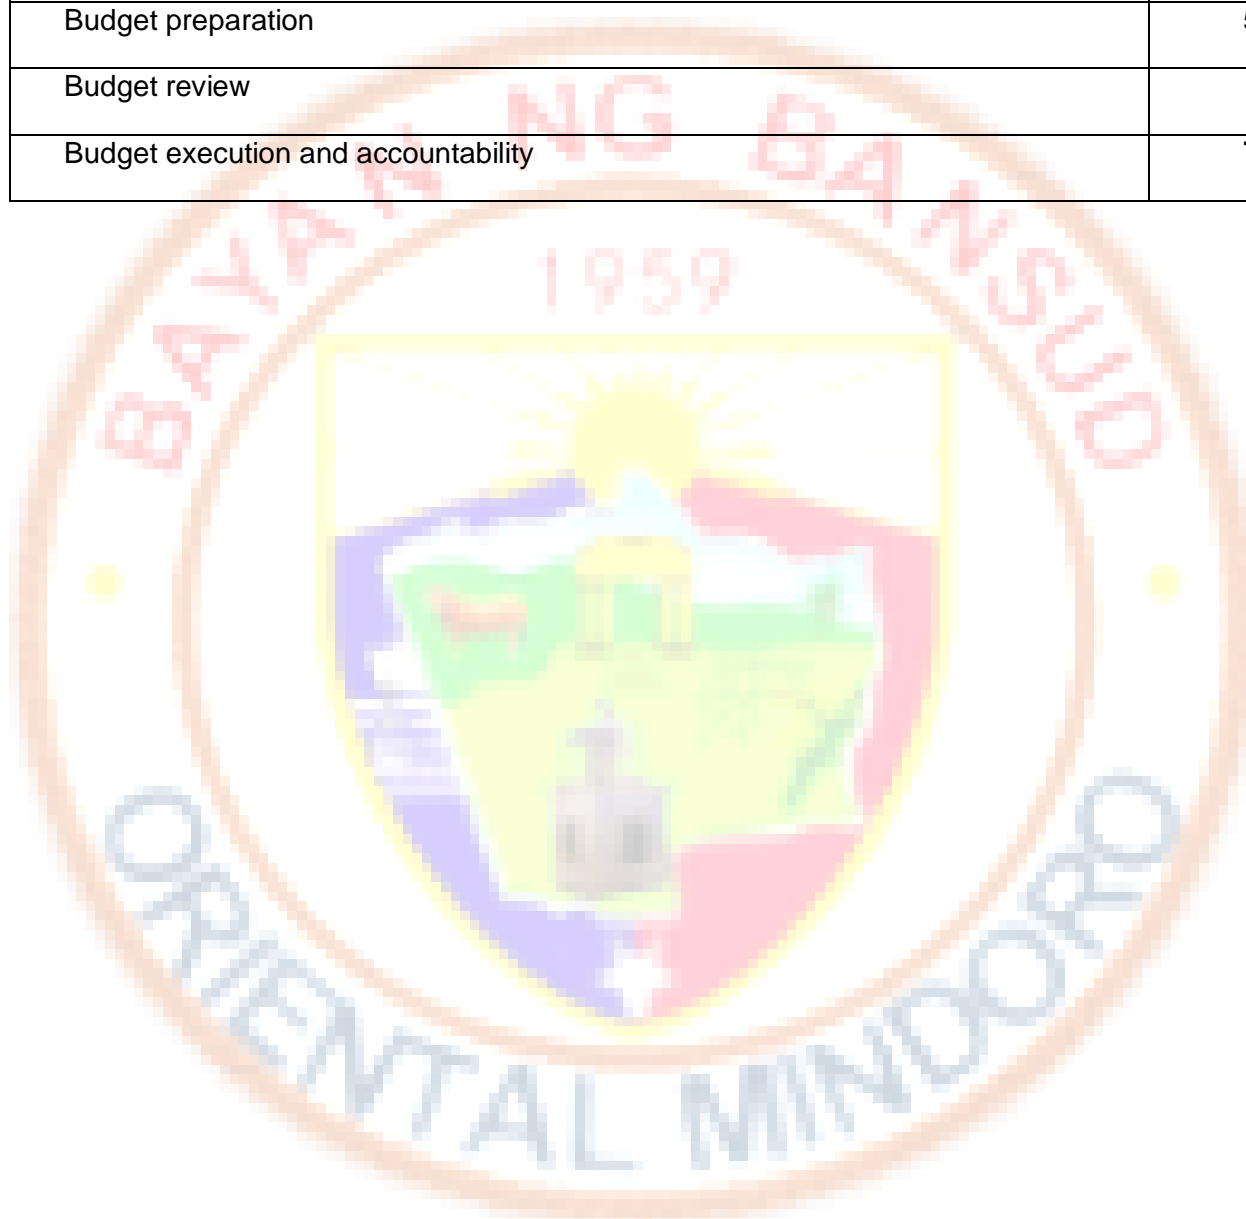 Budget preparation
Budget review
Budget execution and accountability
BAYAN NG BANSUD
1959
ORIENTAL MINDORO